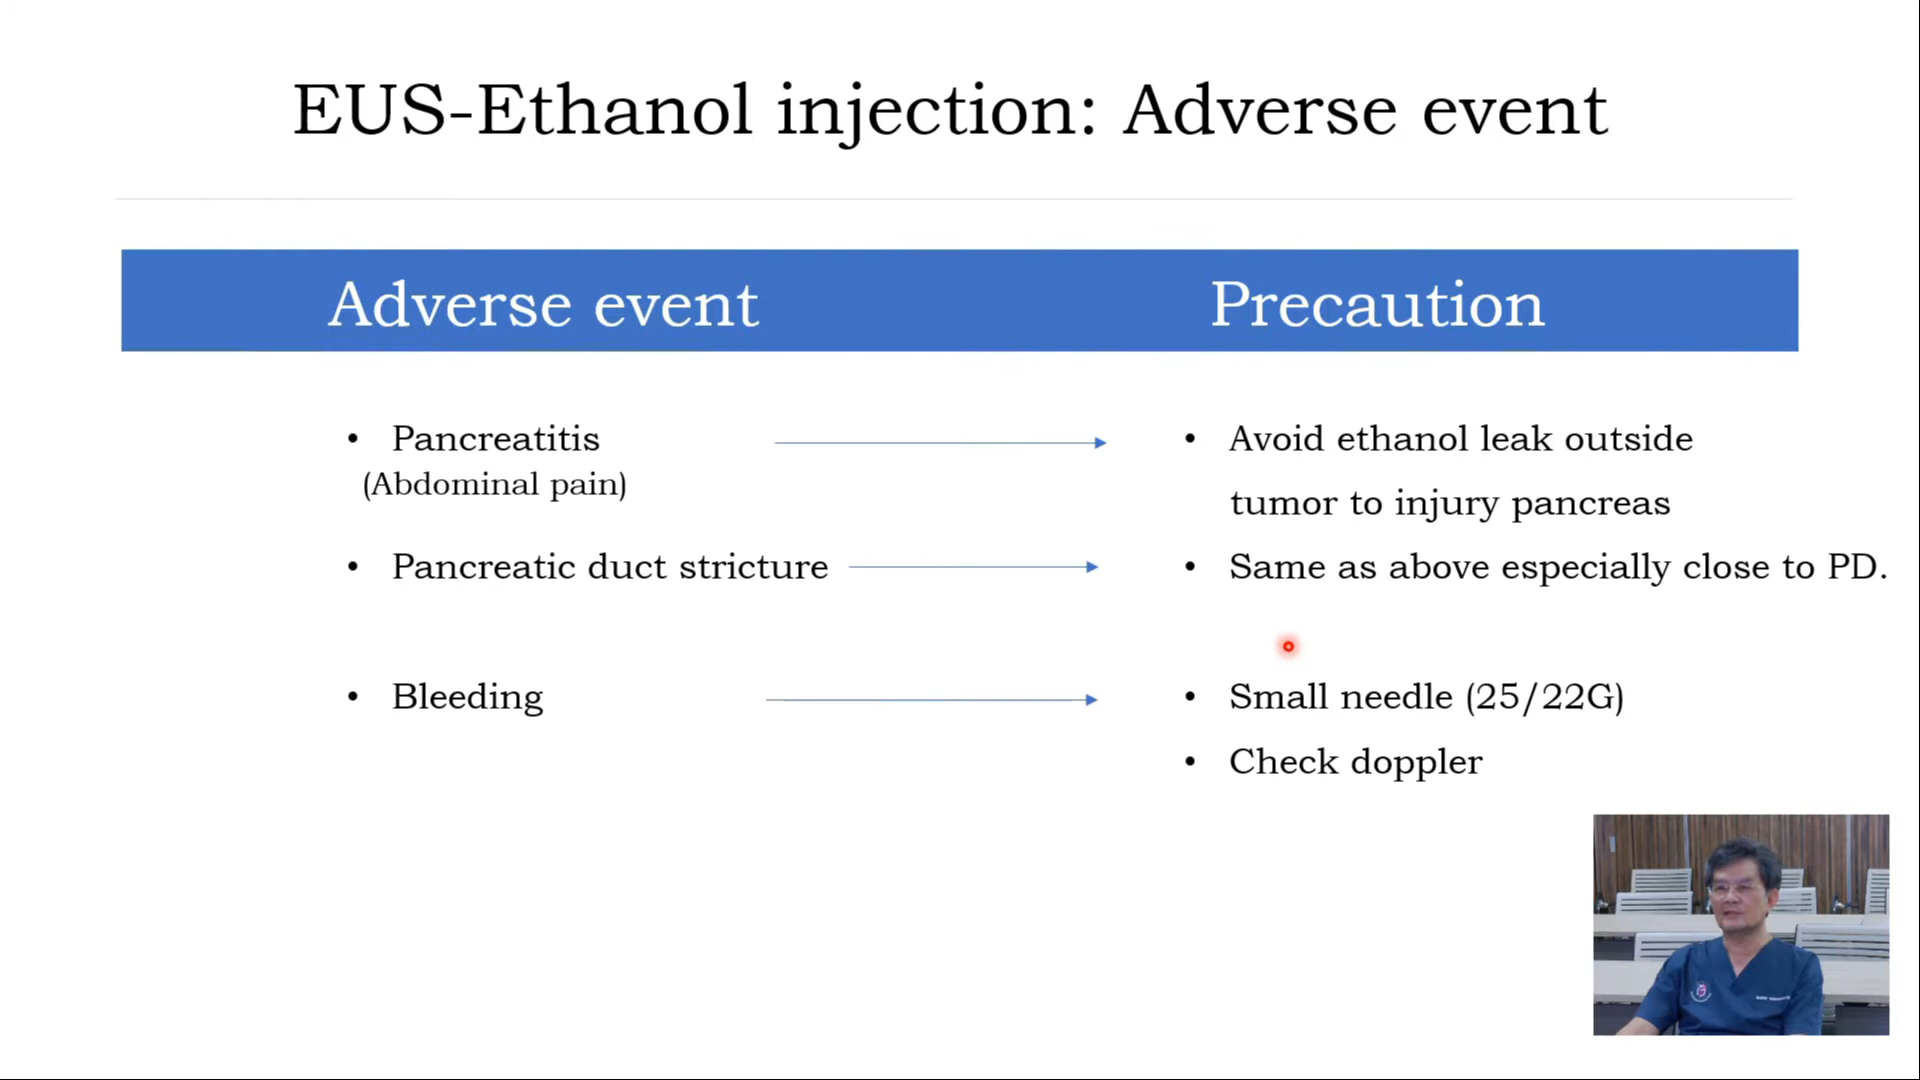 EUS-Ethanol injection: Adverse event
Adverse event
Precaution
• Pancreatitis
(Abdominal pain)
• Avoid ethanol leak outside
tumor to injury pancreas
• Pancreatic duct stricture
• Same as above especially close to PD.
• Bleeding
• Small needle (25/22G)
• Check doppler